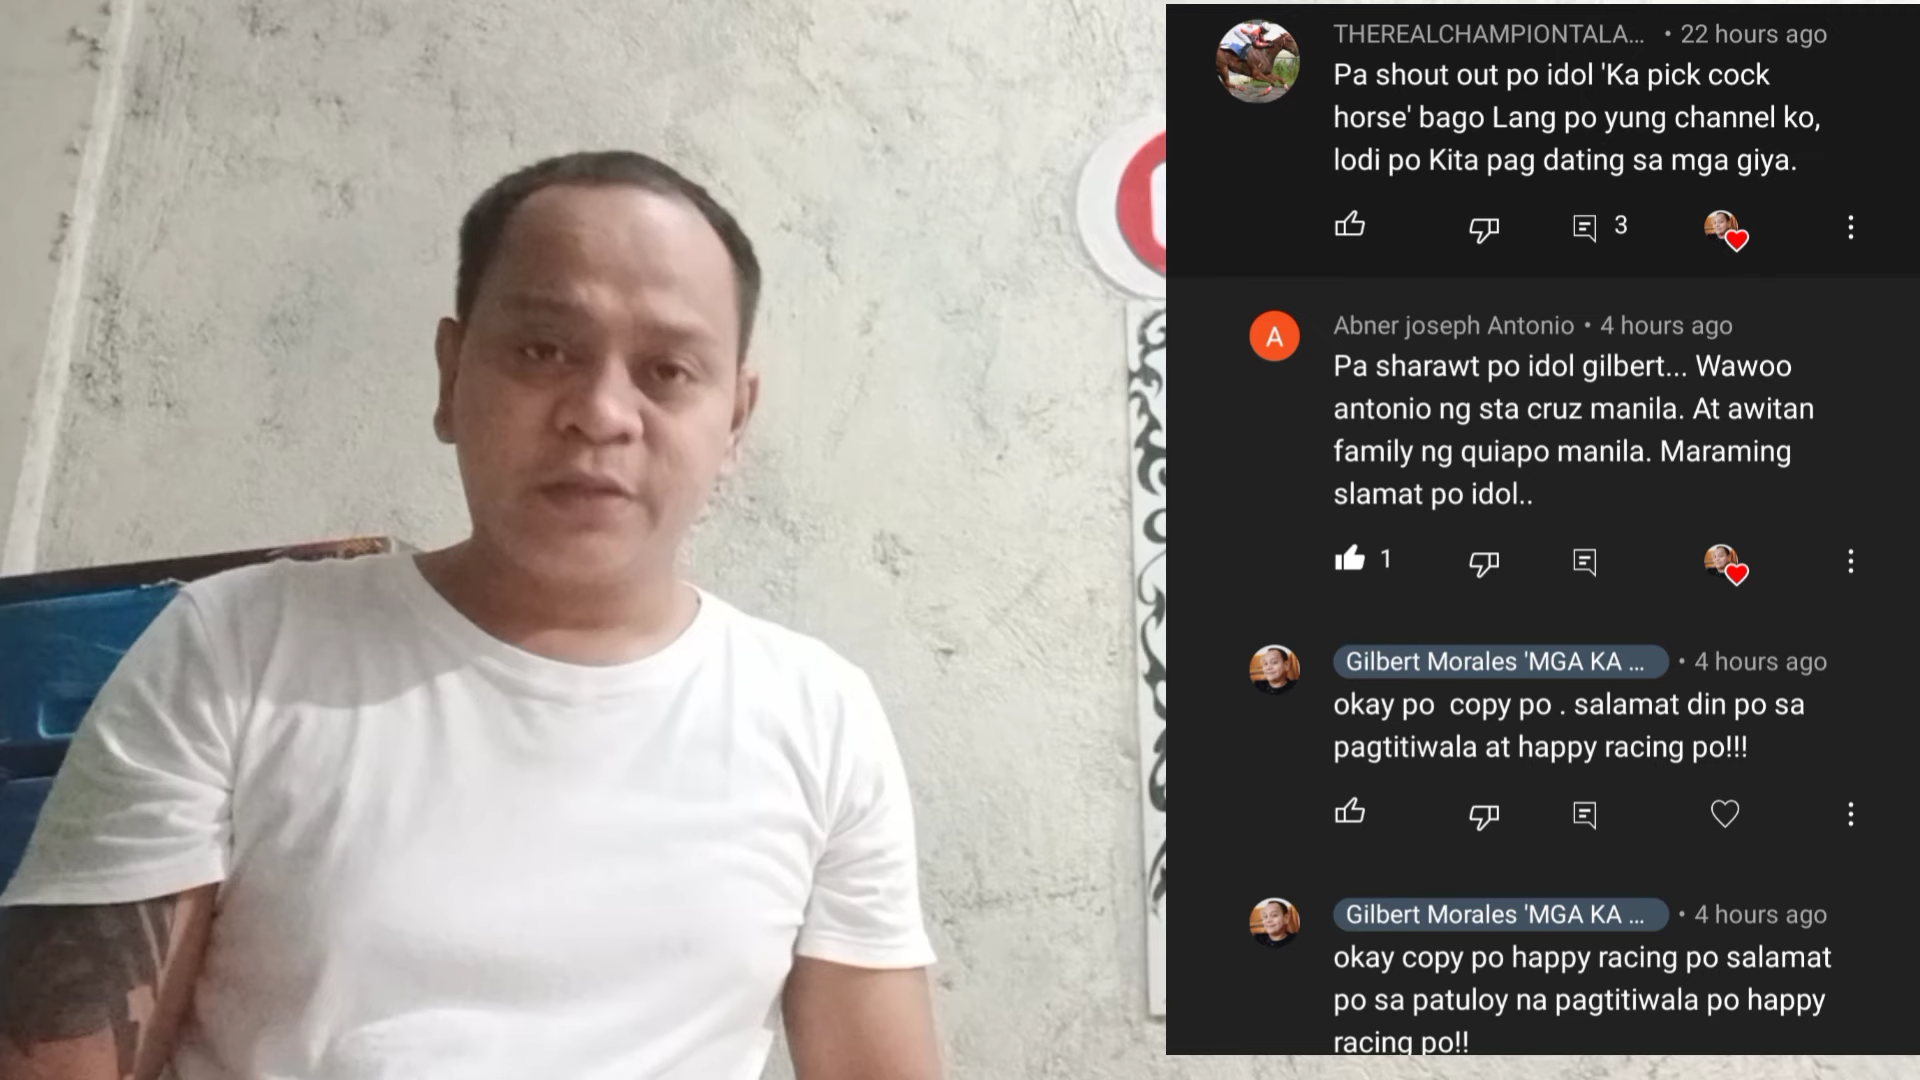 THEREALCHAMPIONTALA... • 22 hours ago
Pa shout out po idol 'Ka pick cock
horse' bago Lang po yung channel ko,
lodi po Kita pag dating sa mga giya.
3
A
Abner joseph Antonio • 4 hours ago
Pa sharawt po idol gilbert... Wawoo
antonio ng sta cruz manila. At awitan
family ng quiapo manila. Maraming
slamat po idol..
1
Gilbert Morales 'MGA KA ... • 4 hours ago
okay po  copy po . salamat din po sa
pagtitiwala at happy racing po!!!
Gilbert Morales 'MGA KA ... • 4 hours ago
okay copy po happy racing po salamat
po sa patuloy na pagtitiwala po happy
racing po!!